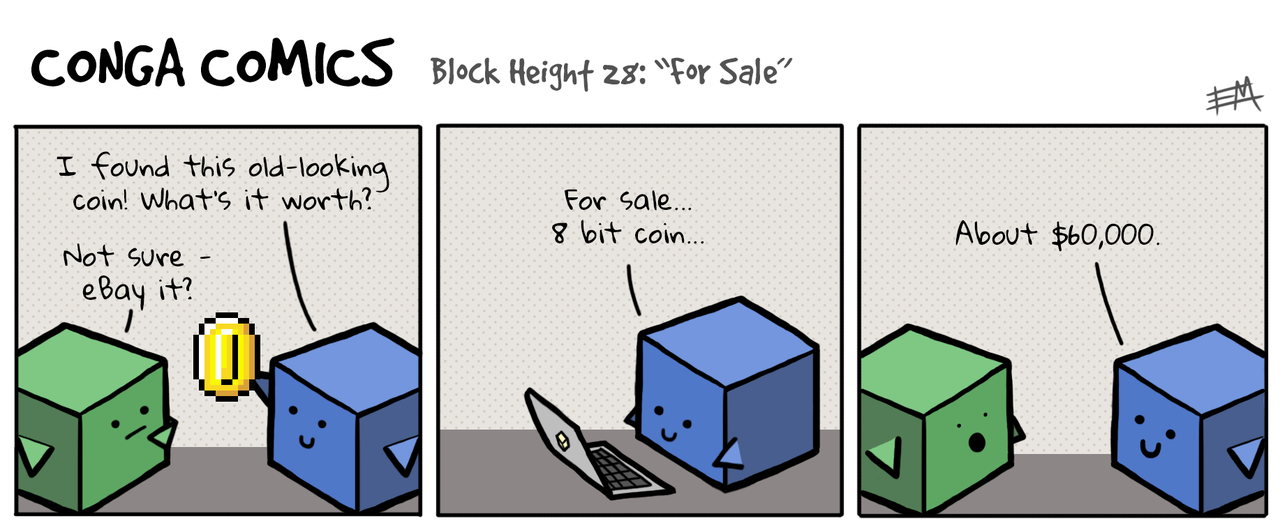 CONGA COMICS
Block Height 28: “For Sale”
EM
I found this old-looking
coin! What's it worth?
Not sure -
eBay it?
For sale...
8 bit coin...
About $60,000.